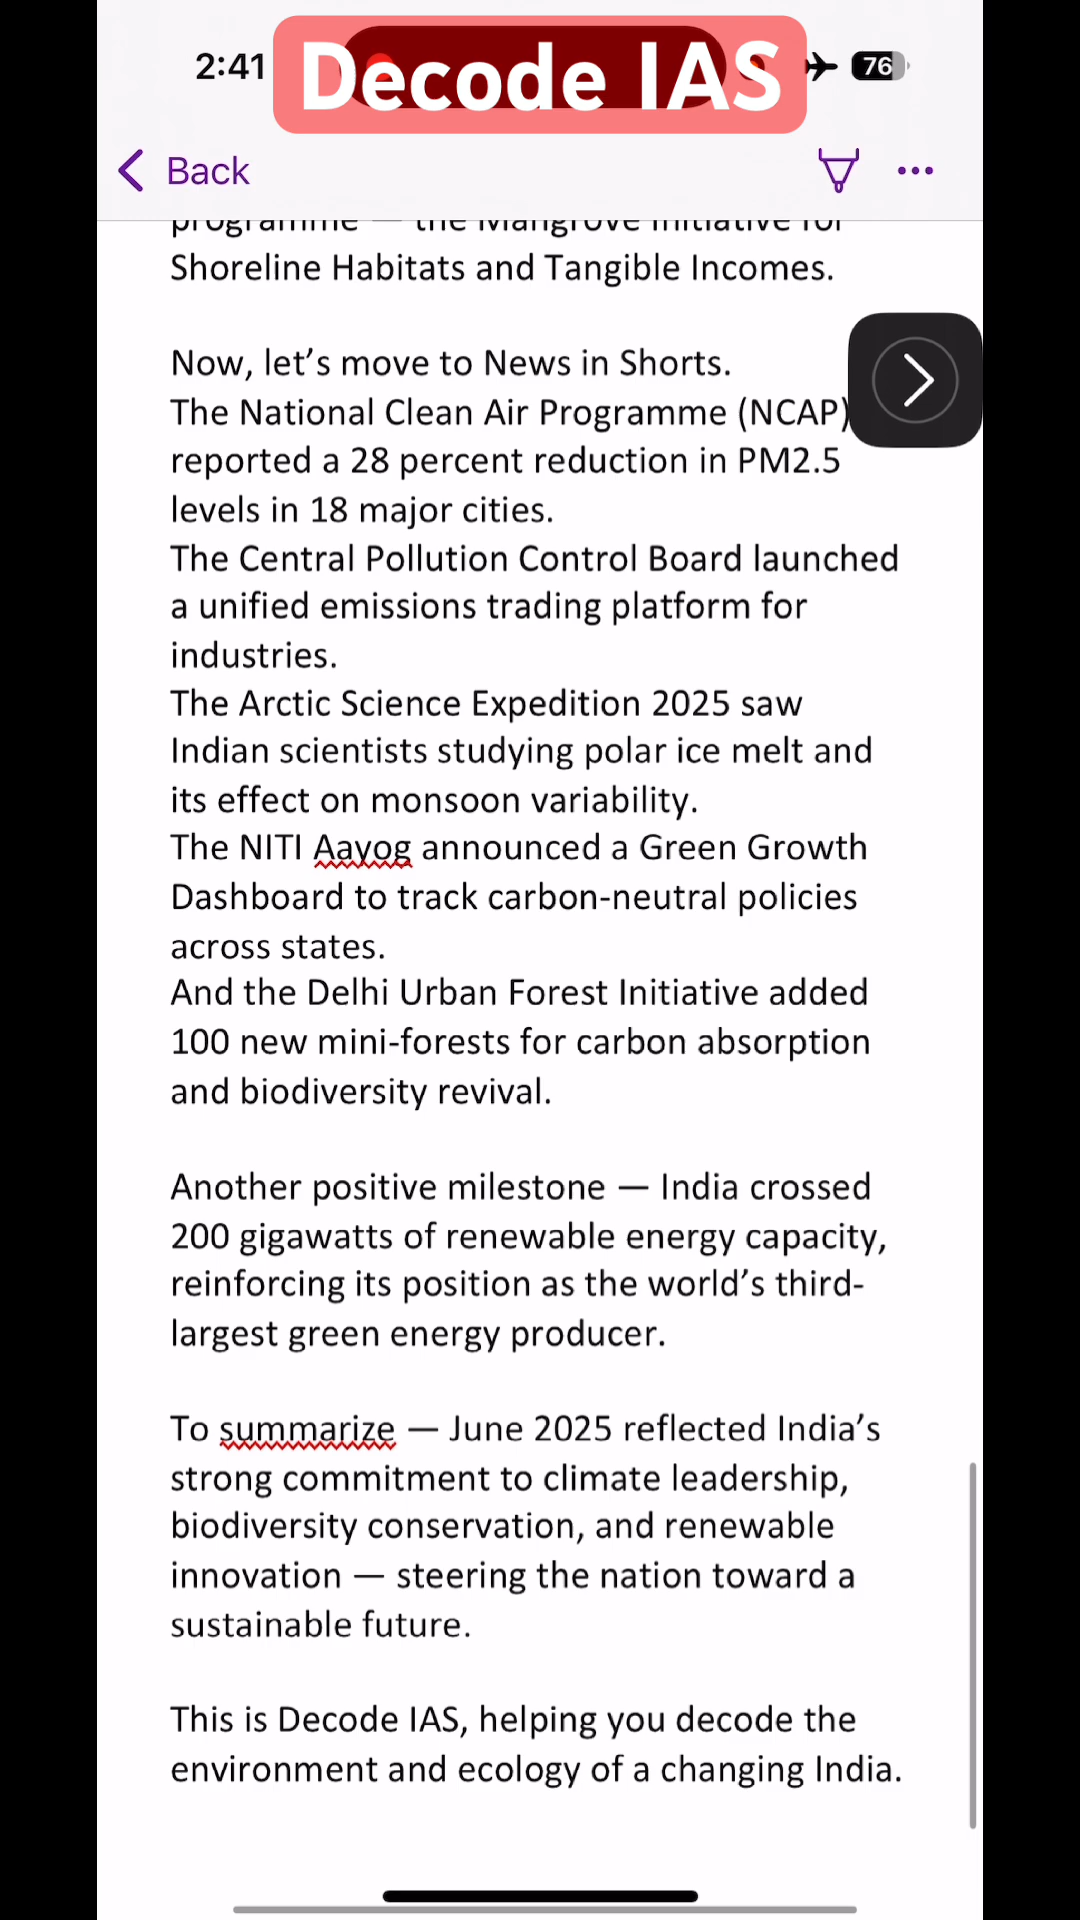 2:41
Decode IAS
76
Back
programme — the Mangrove Initiative for
Shoreline Habitats and Tangible Incomes.
Now, let's move to News in Shorts.
The National Clean Air Programme (NCAP)
reported a 28 percent reduction in PM2.5
levels in 18 major cities.
The Central Pollution Control Board launched
a unified emissions trading platform for
industries.
The Arctic Science Expedition 2025 saw
Indian scientists studying polar ice melt and
its effect on monsoon variability.
The NITI Aayog announced a Green Growth
Dashboard to track carbon-neutral policies
across states.
And the Delhi Urban Forest Initiative added
100 new mini-forests for carbon absorption
and biodiversity revival.
Another positive milestone — India crossed
200 gigawatts of renewable energy capacity,
reinforcing its position as the world's third-
largest green energy producer.
To summarize — June 2025 reflected India's
strong commitment to climate leadership,
biodiversity conservation, and renewable
innovation — steering the nation toward a
sustainable future.
This is Decode IAS, helping you decode the
environment and ecology of a changing India.